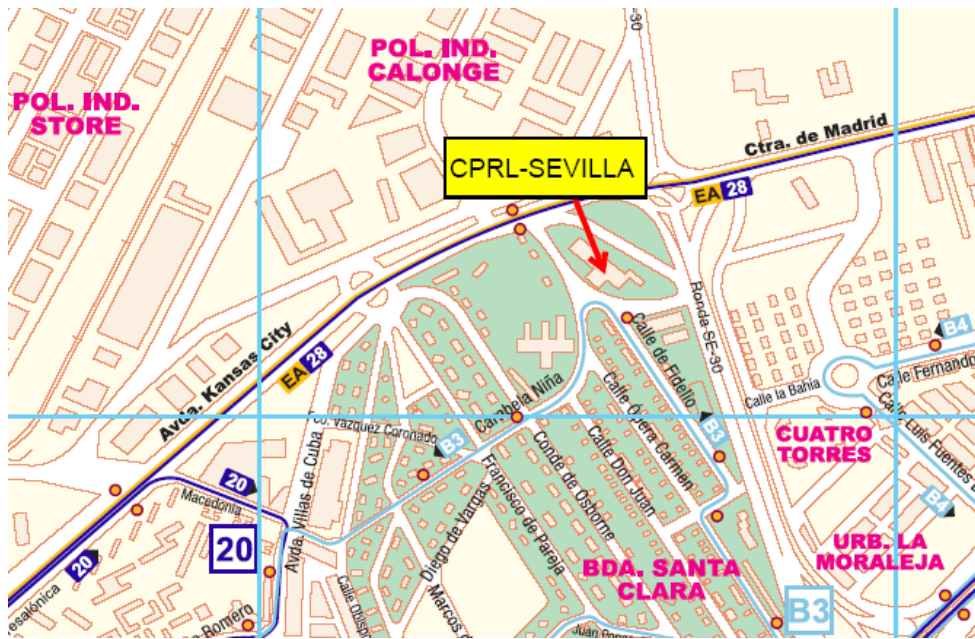 -30
POL. IND.
CALONGE
POL. IND.
STORE
CPRL-SEVILLA
Ctra. de Madrid
EA 28
Ronda SE-30
Avda. Kansas City
EA 28
Calle de Fidelio
B4
Calle la Bahía
Calle Fernando
Carabela Niña
Calle Ópera Carmen
B3
Vázquez Coronado
B3
CUATRO
TORRES
Calle Luis Fuentes
B4
Conde de Osborne
Calle Don Juan
Francisco de Pareja
Diego de Vargas
Avda. Villas de Cuba
20
Macedonia
20
20
URB. LA
MORALEJA
BDA. SANTA
CLARA
B3
Marcos
Romero